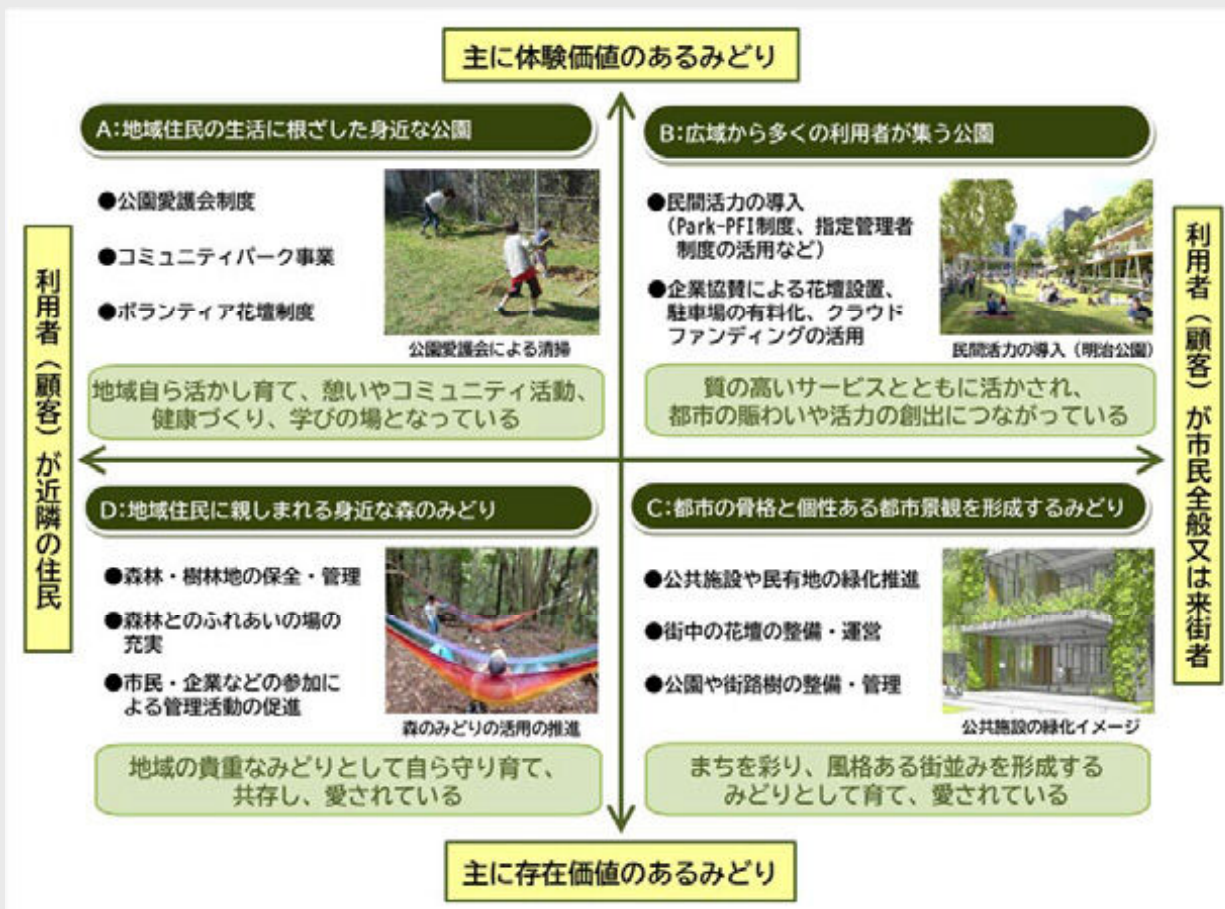 主に体験価値のあるみどり
A:地域住民の生活に根ざした身近な公園
●公園愛護会制度
●コミュニティパーク事業
●ボランティア花壇制度
公園愛護会による清掃
地域自ら活かし育て、憩いやコミュニティ活動、
健康づくり、学びの場となっている
B:広域から多くの利用者が集う公園
●民間活力の導入
(Park-PFI制度、指定管理者
制度の活用など)
●企業協賛による花壇設置、
駐車場の有料化、クラウド
ファンディングの活用
民間活力の導入(明治公園)
質の高いサービスとともに活かされ、
都市の賑わいや活力の創出につながっている
利用者(顧客)が近隣の住民
利用者(顧客)が市民全般又は来街者
D:地域住民に親しまれる身近な森のみどり
●森林・樹林地の保全・管理
●森林とのふれあいの場の
充実
●市民・企業などの参加に
よる管理活動の促進
森のみどりの活用の推進
地域の貴重なみどりとして自ら守り育て、
共存し、愛されている
C:都市の骨格と個性ある都市景観を形成するみどり
●公共施設や民有地の緑化推進
●街中の花壇の整備・運営
●公園や街路樹の整備・管理
公共施設の緑化イメージ
まちを彩り、風格ある街並みを形成する
みどりとして育て、愛されている
主に存在価値のあるみどり